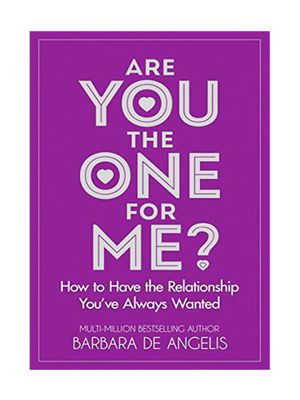 ARE
YOU
THE
ONE
FOR
ME?
How to Have the Relationship
You've Always Wanted
MULTI-MILLION BESTSELLING AUTHOR
BARBARA DE ANGELIS